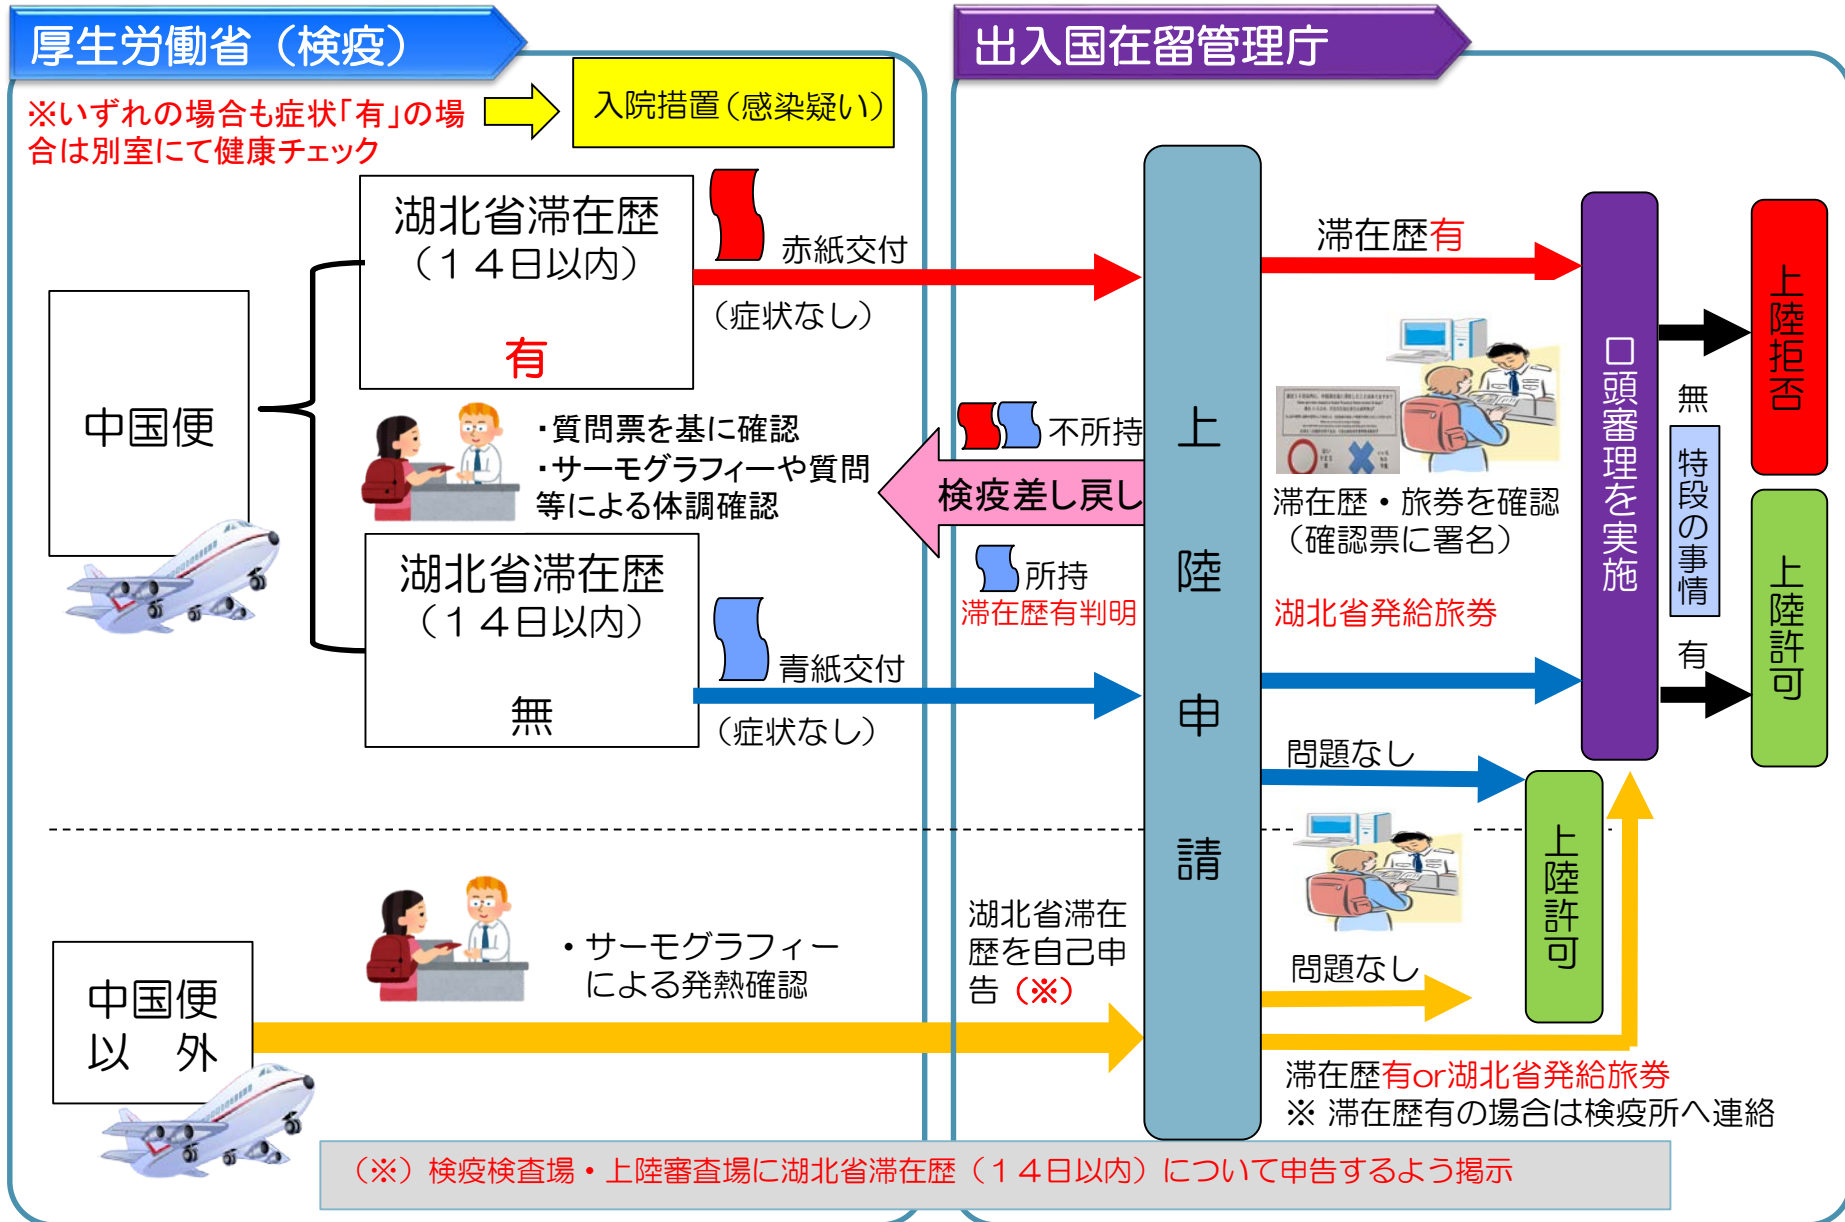 厚生労働省（検疫）
※いずれの場合も症状「有」の場
合は別室にて健康チェック
入院措置（感染疑い）
中国便
湖北省滞在歴
（１４日以内）
有
赤紙交付
（症状なし）
・質問票を基に確認
・サーモグラフィーや質問
等による体調確認
湖北省滞在歴
（１４日以内）
無
青紙交付
（症状なし）
中国便
以　外
・サーモグラフィー
による発熱確認
出入国在留管理庁
不所持
検疫差し戻し
所持
滞在歴有判明
湖北省滞在
歴を自己申
告（※）
上陸申請
滞在歴有
滞在歴・旅券を確認
（確認票に署名）
湖北省発給旅券
問題なし
問題なし
滞在歴有or湖北省発給旅券
※ 滞在歴有の場合は検疫所へ連絡
上陸許可
口頭審理を実施
無
特段の事情
有
上陸拒否
上陸許可
（※）検疫検査場・上陸審査場に湖北省滞在歴（１４日以内）について申告するよう掲示